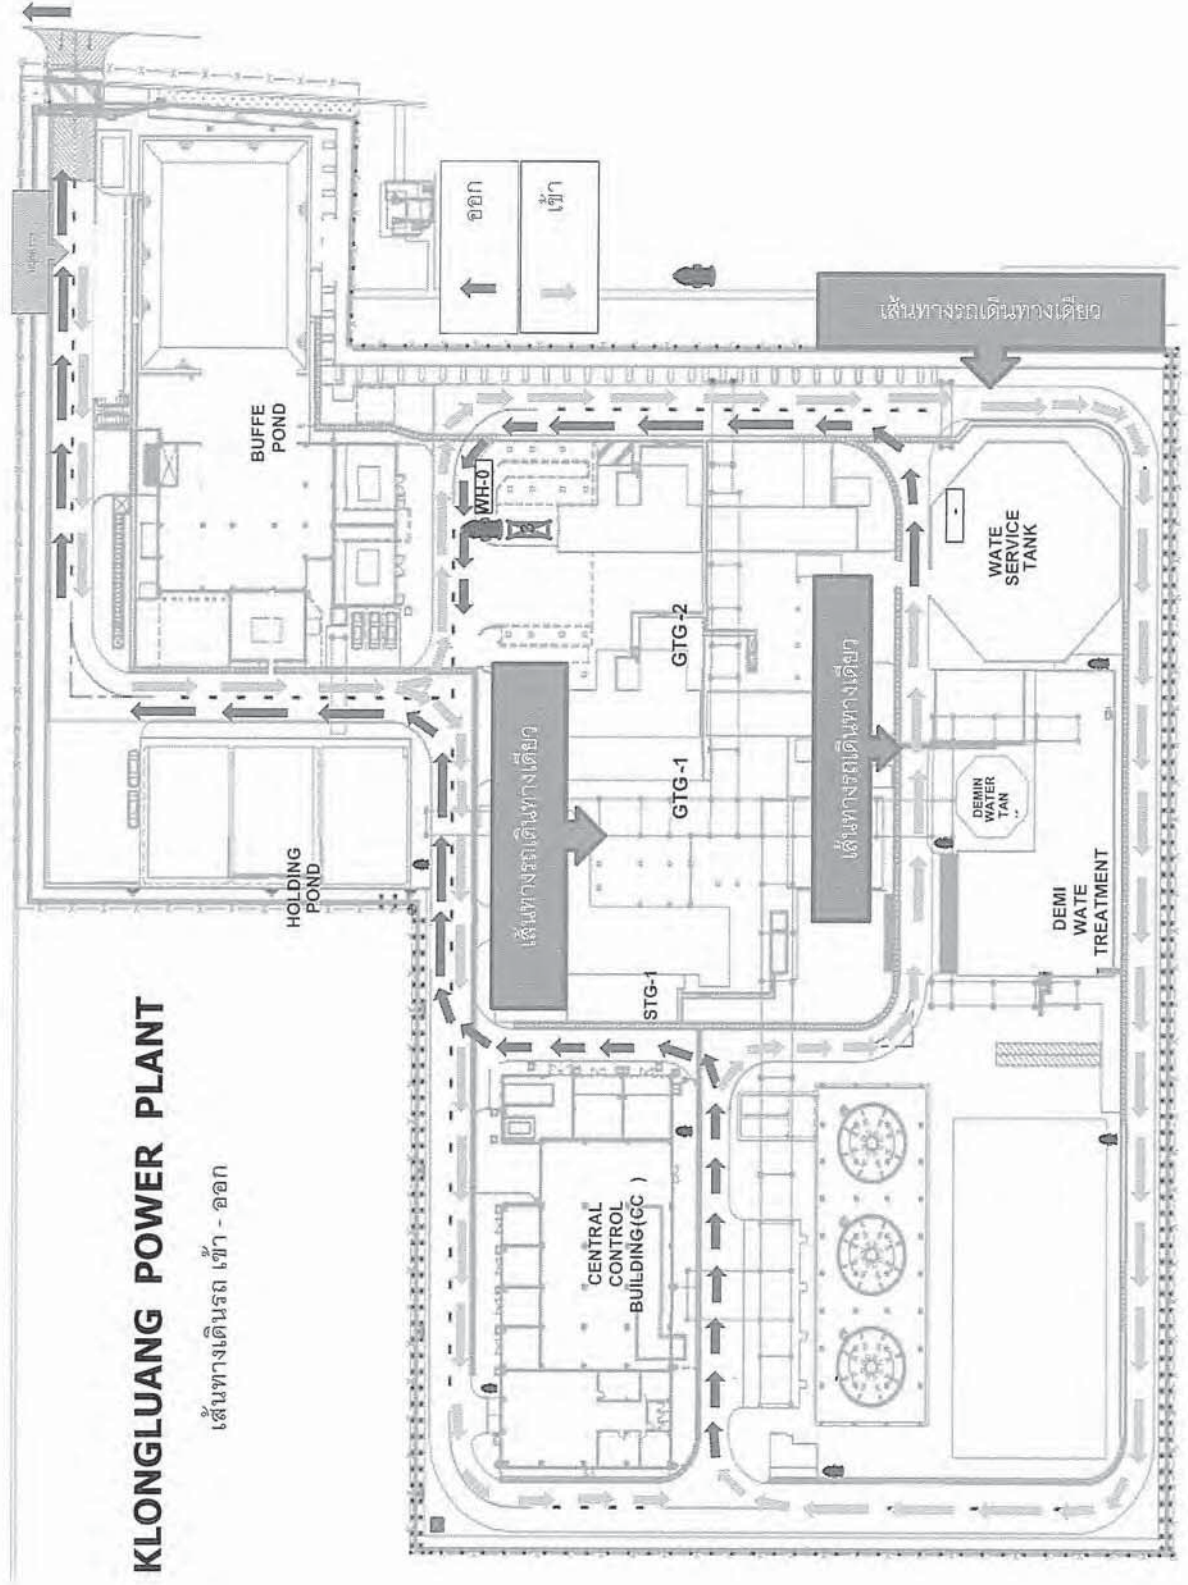 KLONGLUANG POWER PLANT
เส้นทางเดินรถ เข้า - ออก
HOLDING
POND
BUFFE
POND
ออก
เข้า
เส้นทางรถเดินทางเดียว
WH-0
เส้นทางรถเดินทางเดียว
เส้นทางรถเดินทางเดียว
STG-1
GTG-1
GTG-2
CENTRAL
CONTROL
BUILDING(CC )
WATE
SERVICE
TANK
DEMIN
WATER
TAN
DEMI
WATE
TREATMENT